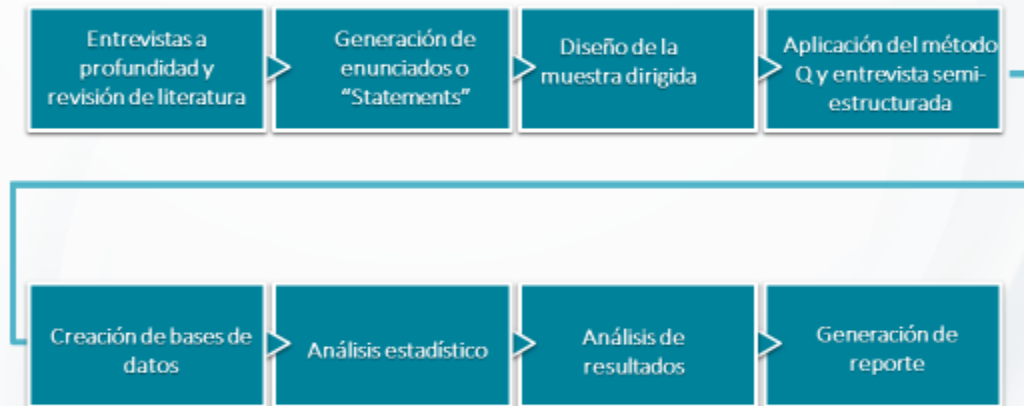 Entrevistas a
profundidad y
revisión de literatura
Generación de
enunciados o
“Statements”
Diseño de la
muestra dirigida
Aplicación del método
Q y entrevista semi-
estructurada
Creación de bases de
datos
Análisis estadístico
Análisis de
resultados
Generación de
reporte